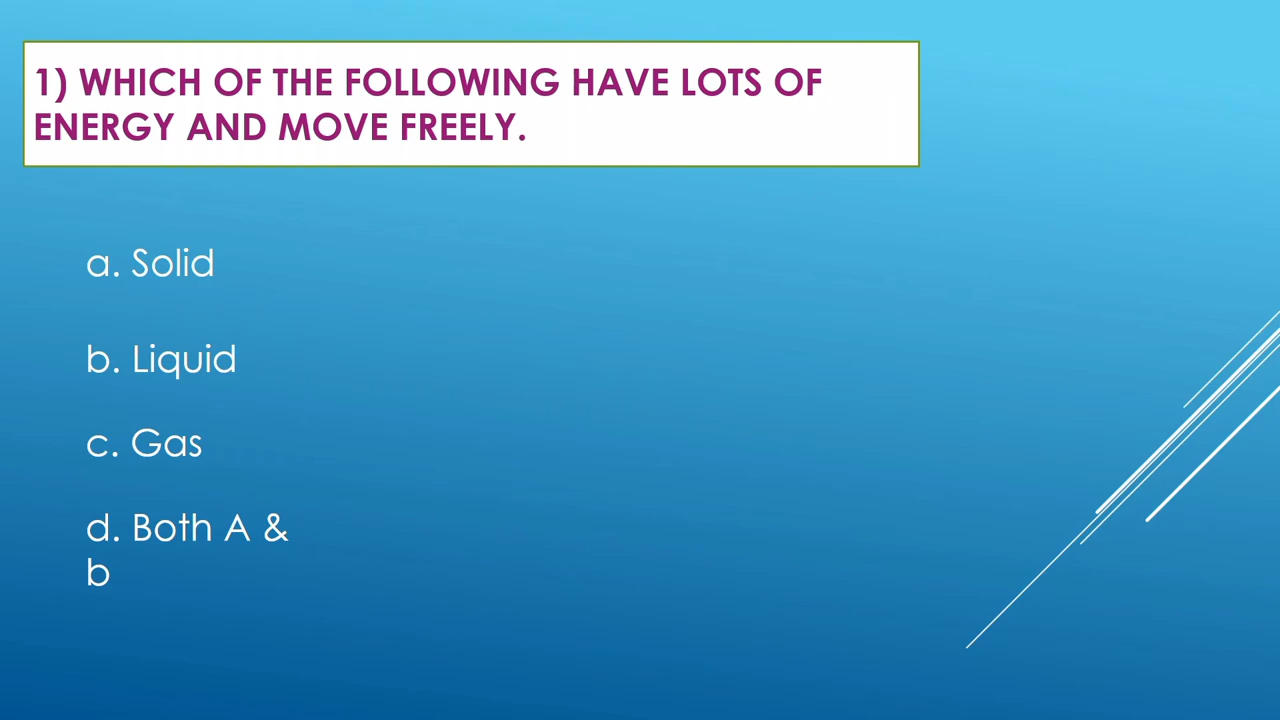 1) WHICH OF THE FOLLOWING HAVE LOTS OF
ENERGY AND MOVE FREELY.
a. Solid
b. Liquid
c. Gas
d. Both A &
b